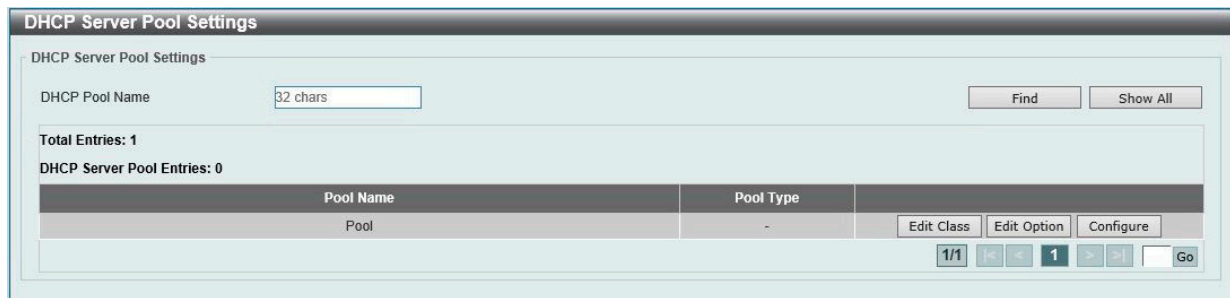 DHCP Server Pool Settings
DHCP Server Pool Settings
DHCP Pool Name 32 chars Find Show All
Total Entries: 1
DHCP Server Pool Entries: 0
Pool Name Pool Type
Pool - Edit Class Edit Option Configure
1/1 |< < 1 > >| Go